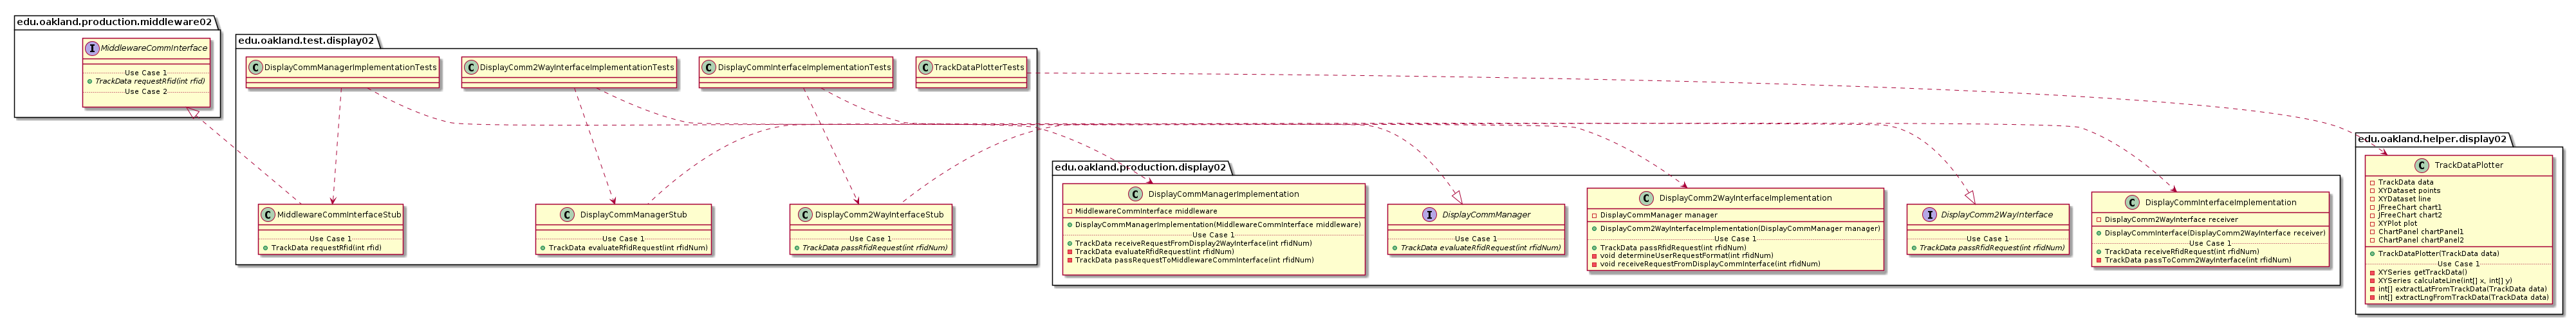 edu.oakland.production.middleware02
I MiddlewareCommInterface
Use Case 1
TrackData requestRfid(int rfid)
Use Case 2
edu.oakland.test.display02
C DisplayCommManagerImplementationTests
C DisplayComm2WayInterfaceImplementationTests
C DisplayCommInterfaceImplementationTests
C TrackDataPlotterTests
C MiddlewareCommInterfaceStub
Use Case 1
TrackData requestRfid(int rfid)
C DisplayCommManagerStub
Use Case 1
TrackData evaluateRfidRequest(int rfidNum)
C DisplayComm2WayInterfaceStub
Use Case 1
TrackData passRfidRequest(int rfidNum)
edu.oakland.production.display02
C DisplayCommManagerImplementation
MiddlewareCommInterface middleware
DisplayCommManagerImplementation(MiddlewareCommInterface middleware)
Use Case 1
TrackData receiveRequestFromDisplay2WayInterface(int rfidNum)
TrackData evaluateRfidRequest(int rfidNum)
TrackData passRequestToMiddlewareCommInterface(int rfidNum)
I DisplayCommManager
Use Case 1
TrackData evaluateRfidRequest(int rfidNum)
C DisplayComm2WayInterfaceImplementation
DisplayCommManager manager
DisplayComm2WayInterfaceImplementation(DisplayCommManager manager)
Use Case 1
TrackData passRfidRequest(int rfidNum)
void determineUserRequestFormat(int rfidNum)
void receiveRequestFromDisplayCommInterface(int rfidNum)
I DisplayComm2WayInterface
Use Case 1
TrackData passRfidRequest(int rfidNum)
C DisplayCommInterfaceImplementation
DisplayComm2WayInterface receiver
DisplayCommInterface(DisplayComm2WayInterface receiver)
Use Case 1
TrackData receiveRfidRequest(int rfidNum)
TrackData passToComm2WayInterface(int rfidNum)
edu.oakland.helper.display02
C TrackDataPlotter
TrackData data
XYDataset points
XYDataset line
JFreeChart chart1
JFreeChart chart2
XYPlot plot
ChartPanel chartPanel1
ChartPanel chartPanel2
TrackDataPlotter(TrackData data)
Use Case 1
XYSeries getTrackData()
XYSeries calculateLine(int[] x, int[] y)
int[] extractLatFromTrackData(TrackData data)
int[] extractLngFromTrackData(TrackData data)